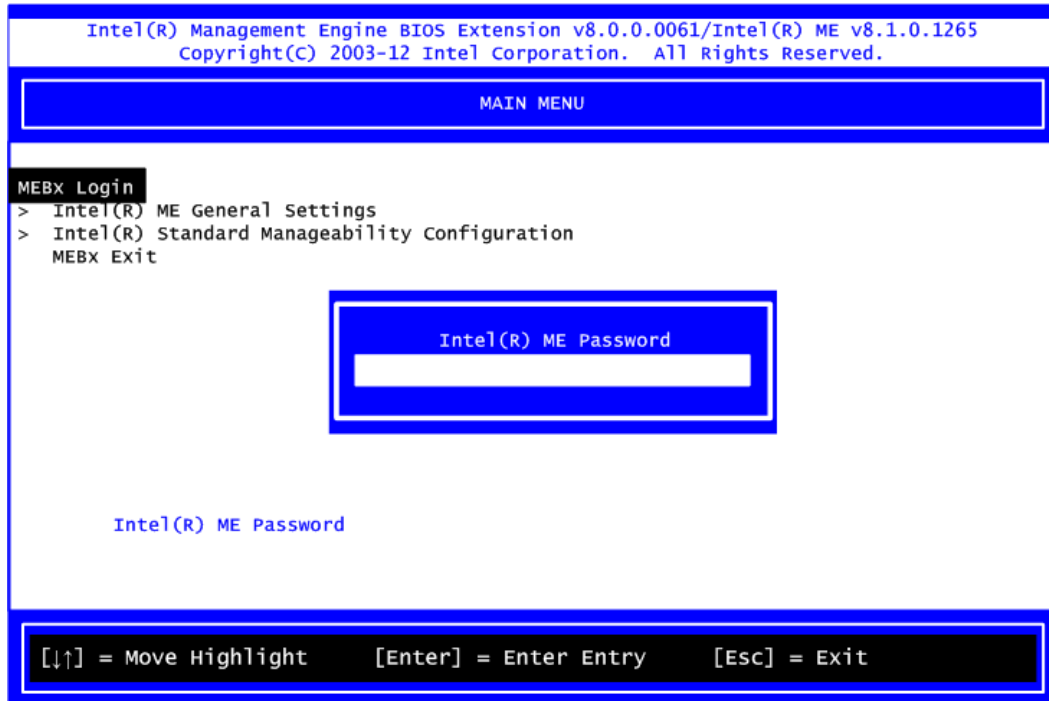 Intel(R) Management Engine BIOS Extension v8.0.0.0061/Intel(R) ME v8.1.0.1265
Copyright(C) 2003-12 Intel Corporation. All Rights Reserved.
MAIN MENU
MEBx Login
> Intel(R) ME General Settings
> Intel(R) Standard Manageability Configuration
MEBx Exit
Intel(R) ME Password
Intel(R) ME Password
[↓↑] = Move Highlight [Enter] = Enter Entry [Esc] = Exit